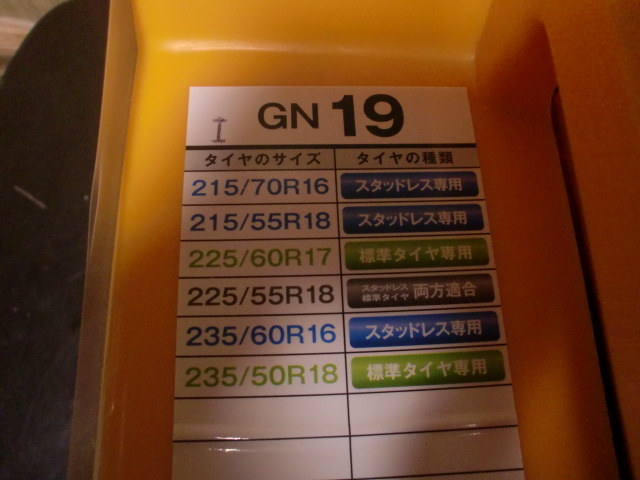 GN 19
タイヤのサイズ タイヤの種類
215/70R16 スタッドレス専用
215/55R18 スタッドレス専用
225/60R17 標準タイヤ専用
225/55R18 スタッドレス 標準タイヤ 両方適合
235/60R16 スタッドレス専用
235/50R18 標準タイヤ専用